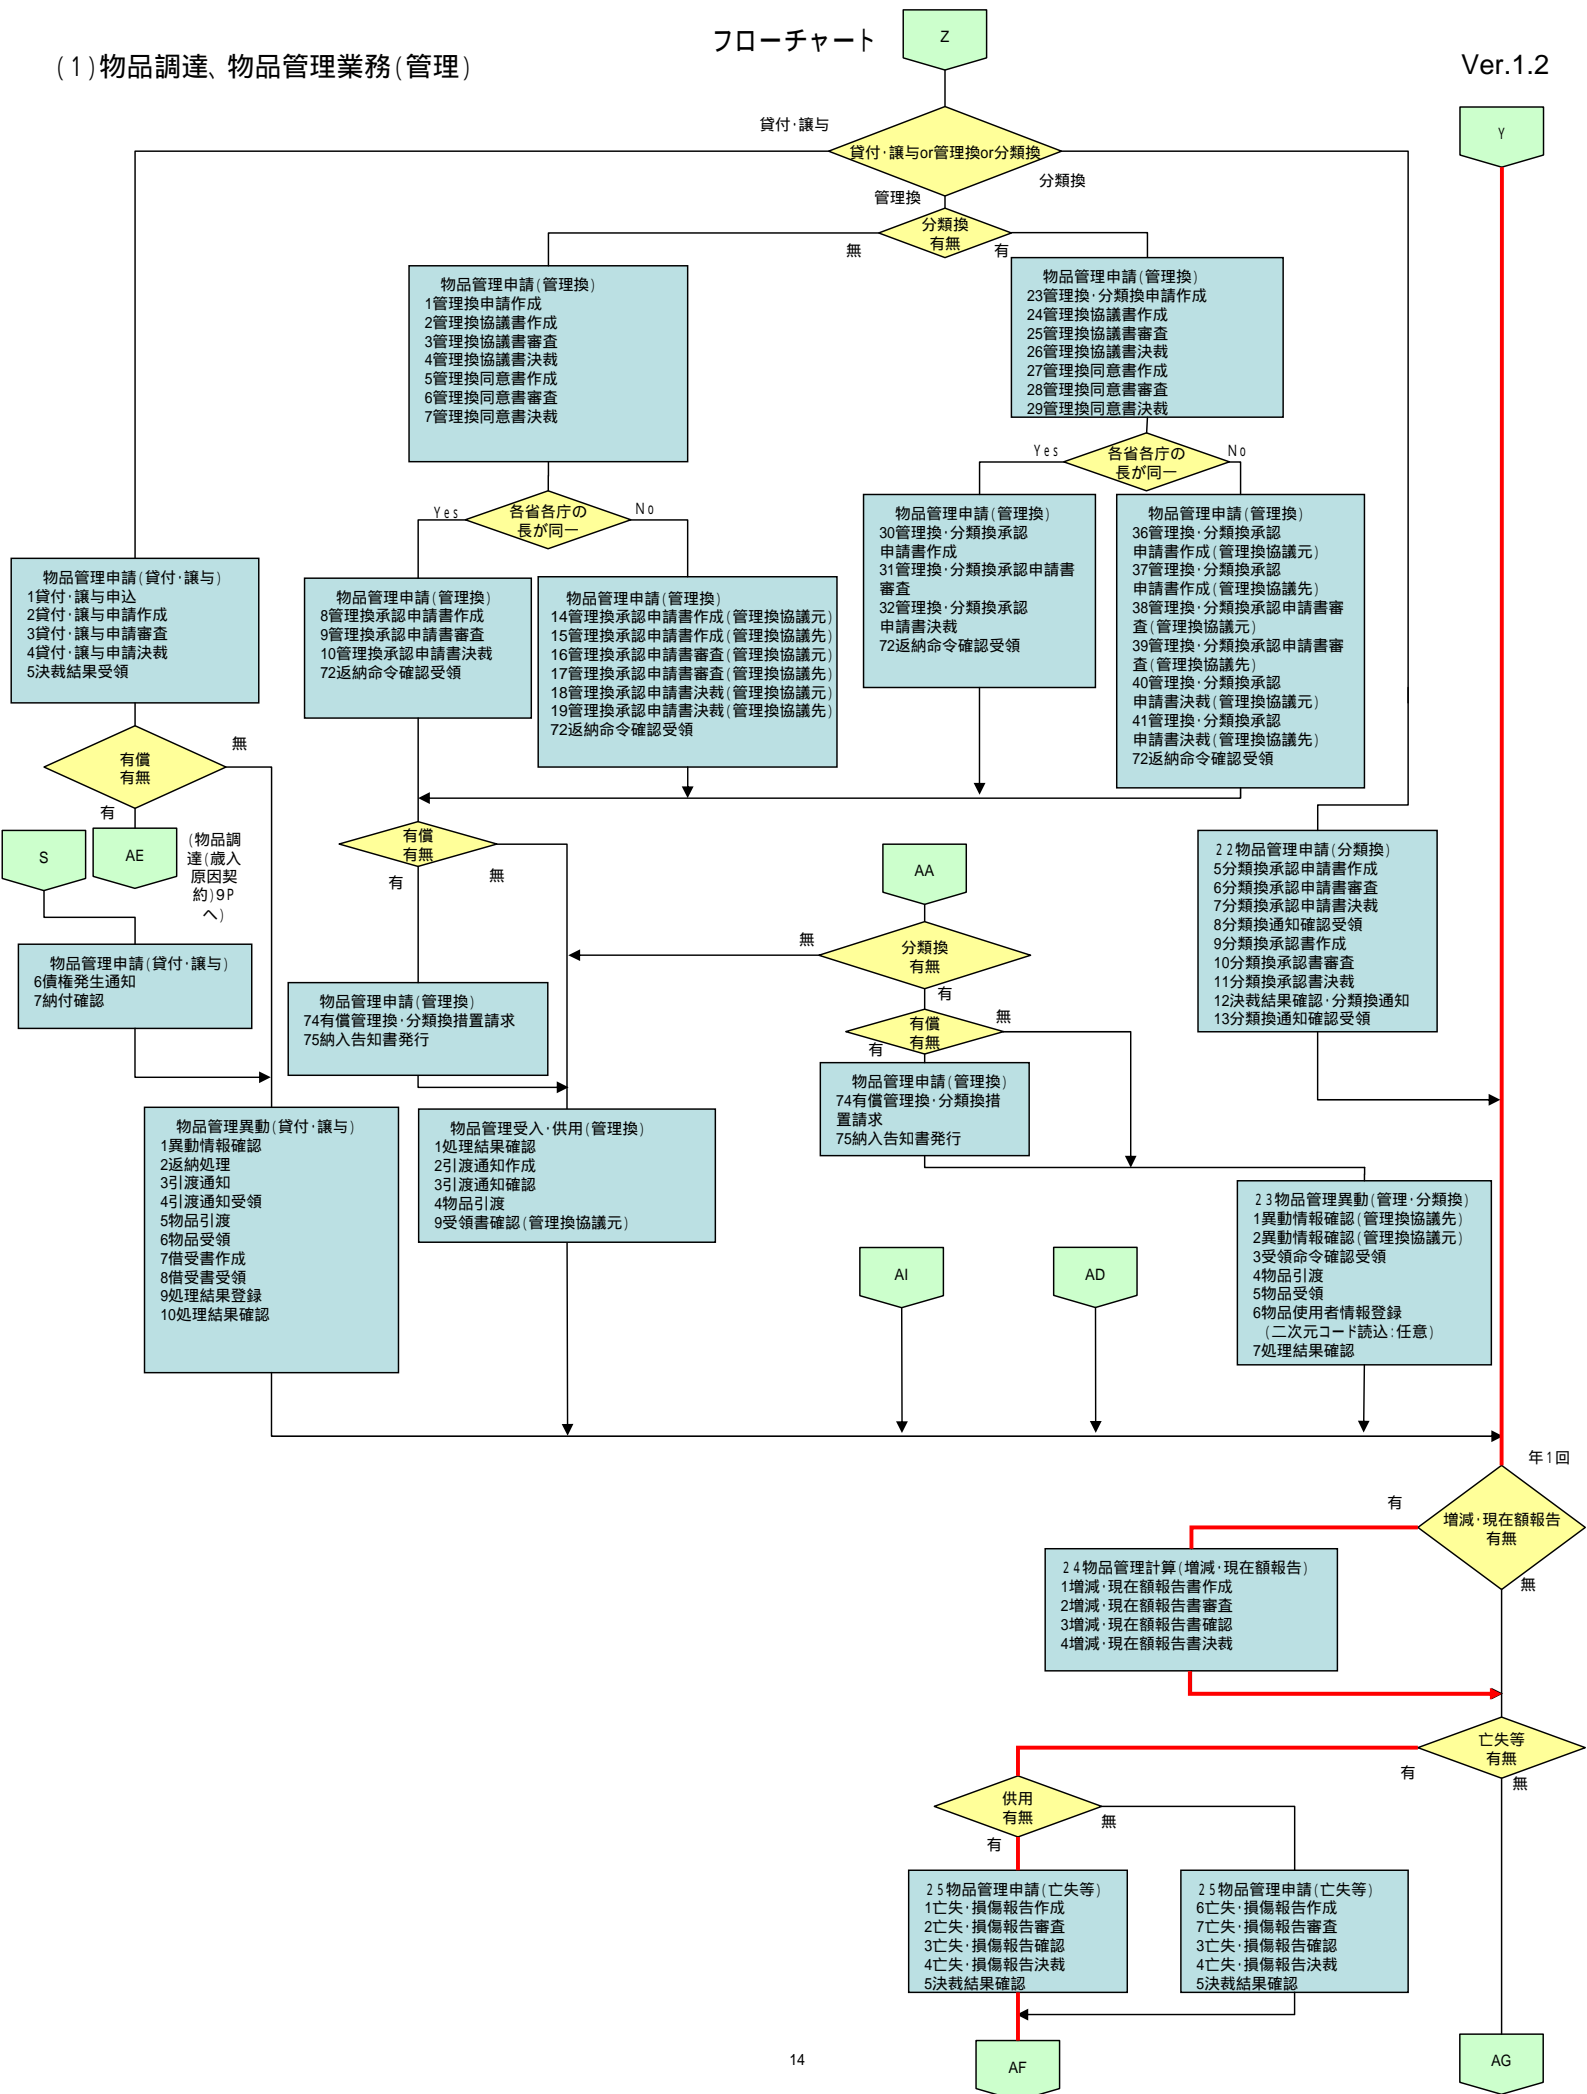 フローチャート
Z
(1)物品調達、物品管理業務(管理)
Ver.1.2
Y
貸付・譲与
貸付・譲与or管理換or分類換
分類換
管理換
分類換
有無
無
有
物品管理申請(管理換)
1管理換申請作成
2管理換協議書作成
3管理換協議書審査
4管理換協議書決裁
5管理換同意書作成
6管理換同意書審査
7管理換同意書決裁
物品管理申請(管理換)
23管理換・分類換申請作成
24管理換協議書作成
25管理換協議書審査
26管理換協議書決裁
27管理換同意書作成
28管理換同意書審査
29管理換同意書決裁
Yes
各省各庁の
長が同一
No
Yes
各省各庁の
長が同一
No
物品管理申請(管理換)
30管理換・分類換承認
申請書作成
31管理換・分類換承認申請書
審査
32管理換・分類換承認
申請書決裁
72返納命令確認受領
物品管理申請(管理換)
36管理換・分類換承認
申請書作成(管理換協議元)
37管理換・分類換承認
申請書作成(管理換協議先)
38管理換・分類換承認申請書審
査(管理換協議元)
39管理換・分類換承認申請書審
査(管理換協議先)
40管理換・分類換承認
申請書決裁(管理換協議元)
41管理換・分類換承認
申請書決裁(管理換協議先)
72返納命令確認受領
物品管理申請(貸付・譲与)
1貸付・譲与申込
2貸付・譲与申請作成
3貸付・譲与申請審査
4貸付・譲与申請決裁
5決裁結果受領
物品管理申請(管理換)
8管理換承認申請書作成
9管理換承認申請書審査
10管理換承認申請書決裁
72返納命令確認受領
物品管理申請(管理換)
14管理換承認申請書作成(管理換協議元)
15管理換承認申請書作成(管理換協議先)
16管理換承認申請書審査(管理換協議元)
17管理換承認申請書審査(管理換協議先)
18管理換承認申請書決裁(管理換協議元)
19管理換承認申請書決裁(管理換協議先)
72返納命令確認受領
有償
有無
無
有
S
AE
(物品調
達(歳入
原因契
約)9P
へ)
有償
有無
有
無
AA
22物品管理申請(分類換)
5分類換承認申請書作成
6分類換承認申請書審査
7分類換承認申請書決裁
8分類換通知確認受領
9分類換承認書作成
10分類換承認書審査
11分類換承認書決裁
12決裁結果確認・分類換通知
13分類換通知確認受領
無
分類換
有無
有
物品管理申請(貸付・譲与)
6債権発生通知
7納付確認
物品管理申請(管理換)
74有償管理換・分類換措置請求
75納入告知書発行
有償
有無
有
無
物品管理申請(管理換)
74有償管理換・分類換措
置請求
75納入告知書発行
物品管理異動(貸付・譲与)
1異動情報確認
2返納処理
3引渡通知
4引渡通知受領
5物品引渡
6物品受領
7借受書作成
8借受書受領
9処理結果登録
10処理結果確認
物品管理受入・供用(管理換)
1処理結果確認
2引渡通知作成
3引渡通知確認
4物品引渡
9受領書確認(管理換協議元)
23物品管理異動(管理・分類換)
1異動情報確認(管理換協議先)
2異動情報確認(管理換協議元)
3受領命令確認受領
4物品引渡
5物品受領
6物品使用者情報登録
(二次元コード読込:任意)
7処理結果確認
AI
AD
年1回
有
増減・現在額報告
有無
無
24物品管理計算(増減・現在額報告)
1増減・現在額報告書作成
2増減・現在額報告書審査
3増減・現在額報告書確認
4増減・現在額報告書決裁
亡失等
有無
有
無
供用
有無
有
無
25物品管理申請(亡失等)
1亡失・損傷報告作成
2亡失・損傷報告審査
3亡失・損傷報告確認
4亡失・損傷報告決裁
5決裁結果確認
25物品管理申請(亡失等)
6亡失・損傷報告作成
7亡失・損傷報告審査
3亡失・損傷報告確認
4亡失・損傷報告決裁
5決裁結果確認
14
AF
AG